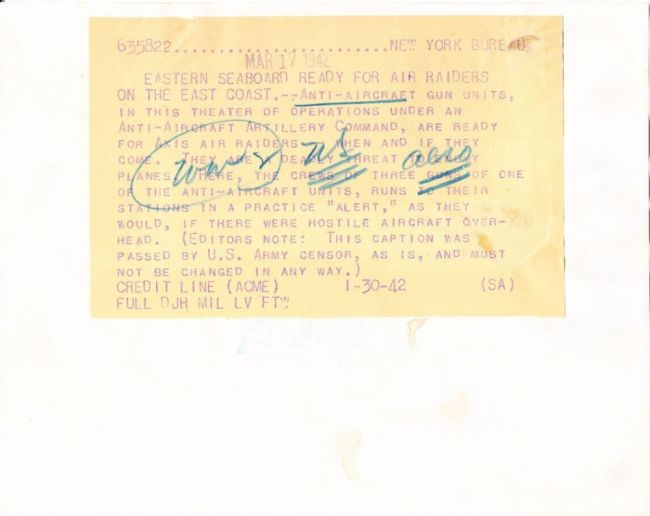 635822.........................NEW YORK BUREAU
MAR 17 1942
EASTERN SEABOARD READY FOR AIR RAIDERS
ON THE EAST COAST.--ANTI-AIRCRAFT GUN UNITS,
IN THIS THEATER OF OPERATIONS UNDER AN
ANTI-AIRCRAFT ARTILLERY COMMAND, ARE READY
FOR AXIS AIR RAIDERS WHEN AND IF THEY
COME. THEY ARE A DEADLY THREAT TO ENEMY
PLANES. HERE, THE CREWS OF THREE GUNS OF ONE
OF THE ANTI-AIRCRAFT UNITS, RUNS TO THEIR
STATIONS IN A PRACTICE "ALERT," AS THEY
WOULD, IF THERE WERE HOSTILE AIRCRAFT OVER-
HEAD. (EDITORS NOTE: THIS CAPTION WAS
PASSED BY U.S. ARMY CENSOR, AS IS, AND MUST
NOT BE CHANGED IN ANY WAY.)
CREDIT LINE (ACME) 1-30-42 (SA)
FULL DJH MIL LV FTW